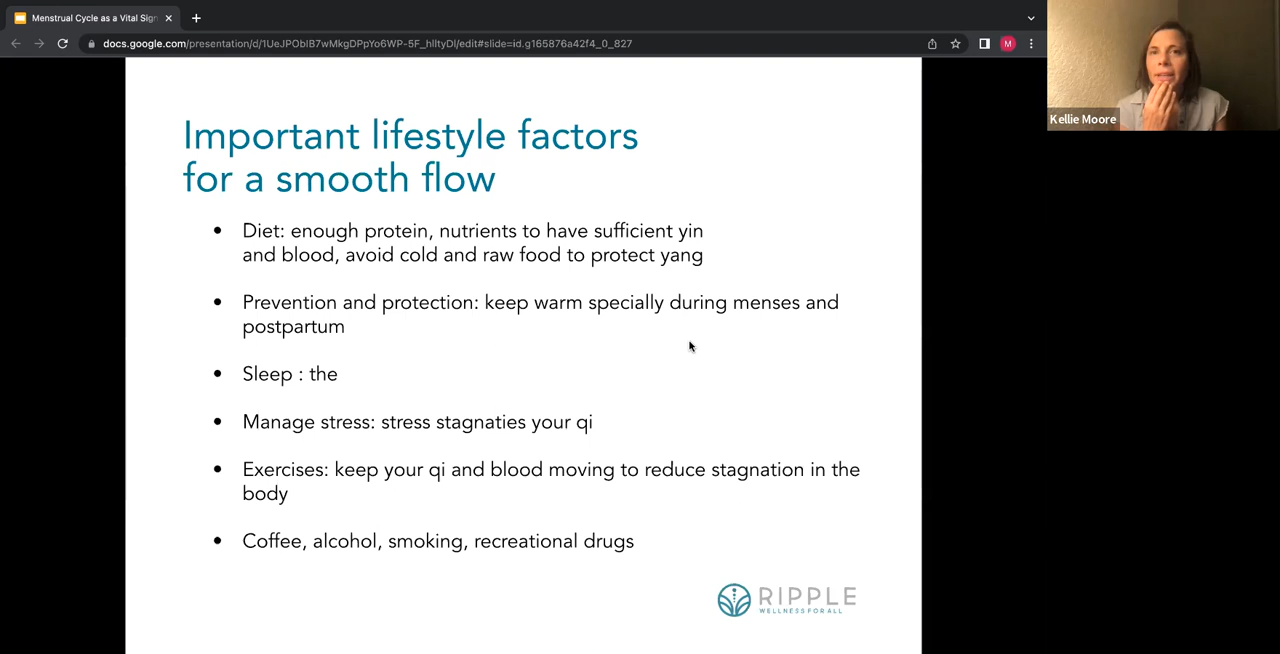 Menstrual Cycle as a Vital Sign
docs.google.com/presentation/d/1UeJPOblB7wMkgDPpYo6WP-5F_hlltyDl/edit#slide=id.g165876a42f4_0_827
M
Kellie Moore
Important lifestyle factors
for a smooth flow
• Diet: enough protein, nutrients to have sufficient yin
and blood, avoid cold and raw food to protect yang
• Prevention and protection: keep warm specially during menses and
postpartum
• Sleep : the
• Manage stress: stress stagnaties your qi
• Exercises: keep your qi and blood moving to reduce stagnation in the
body
• Coffee, alcohol, smoking, recreational drugs
RIPPLE
WELLNESS FOR ALL